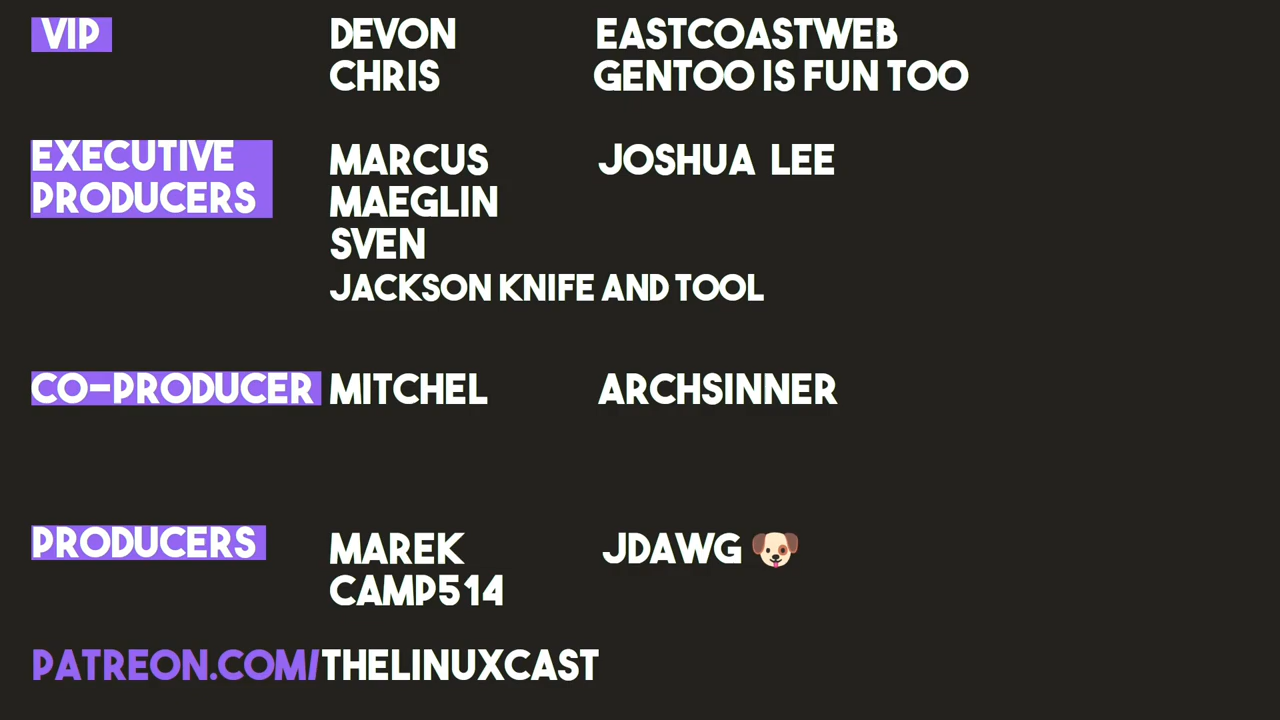 VIP DEVON EASTCOASTWEB
CHRIS GENTOO IS FUN TOO
EXECUTIVE MARCUS JOSHUA LEE
PRODUCERS MAEGLIN
SVEN
JACKSON KNIFE AND TOOL
CO-PRODUCER MITCHEL ARCHSINNER
PRODUCERS MAREK JDAWG 🐶
CAMP514
PATREON.COM/THELINUXCAST